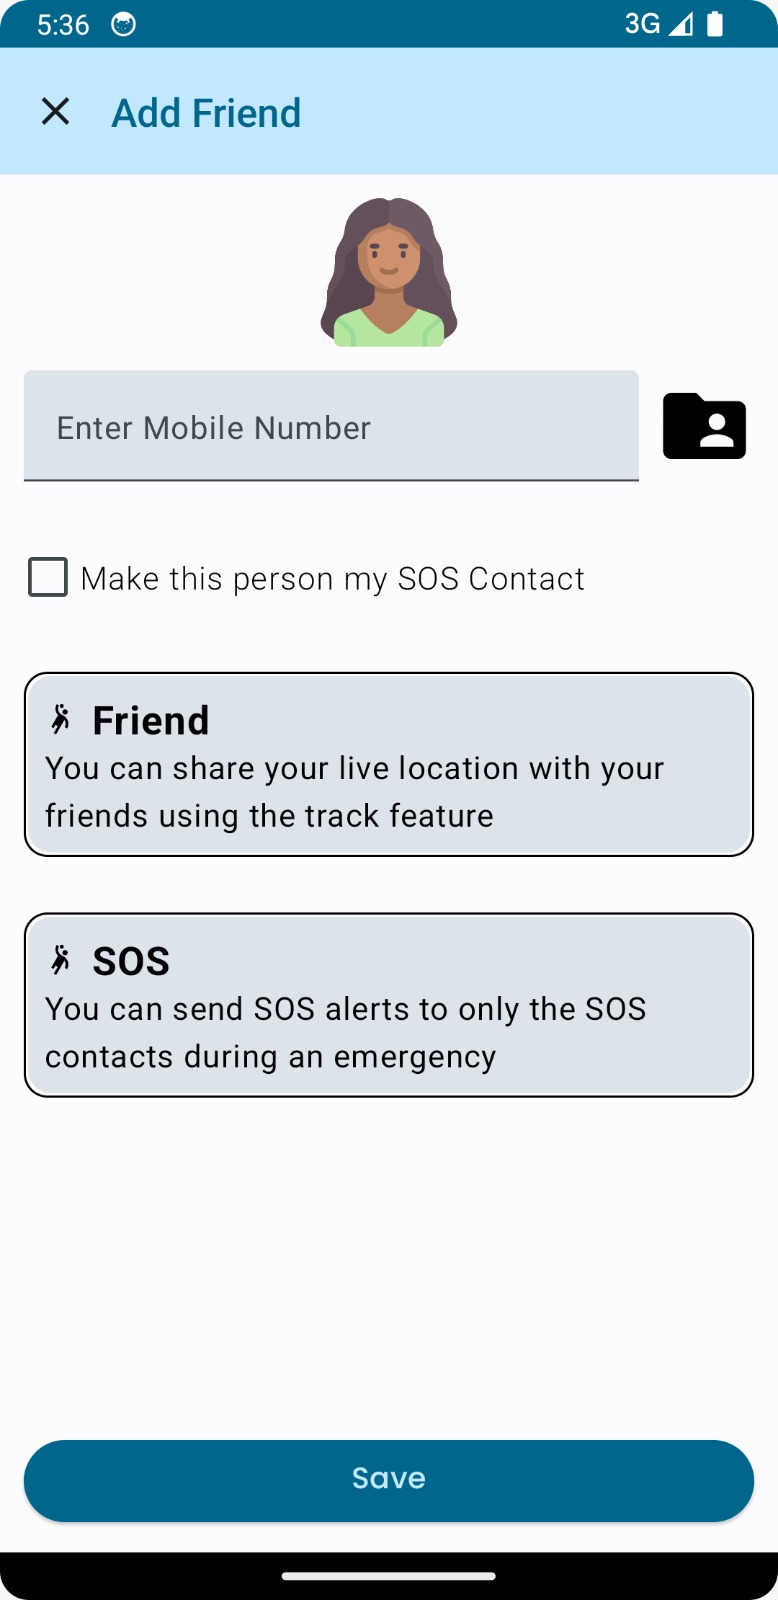 5:36 3G
Add Friend
Enter Mobile Number
Make this person my SOS Contact
Friend
You can share your live location with your
friends using the track feature
SOS
You can send SOS alerts to only the SOS
contacts during an emergency
Save